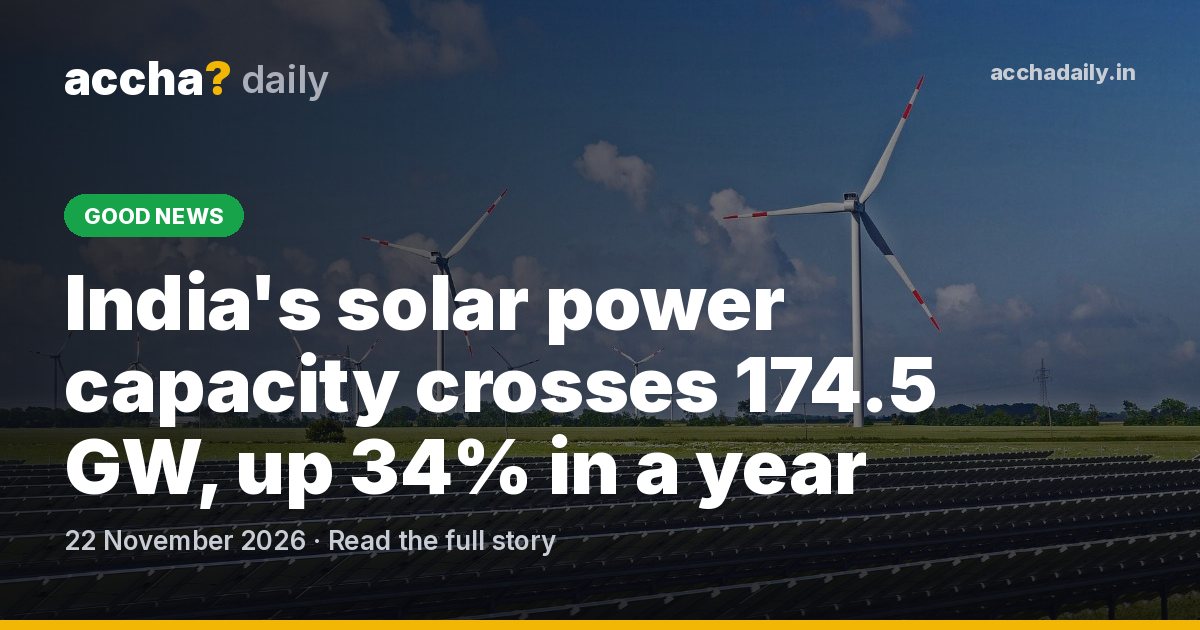 accha? daily
acchadaily.in
GOOD NEWS
India's solar power
capacity crosses 174.5
GW, up 34% in a year
22 November 2026 · Read the full story